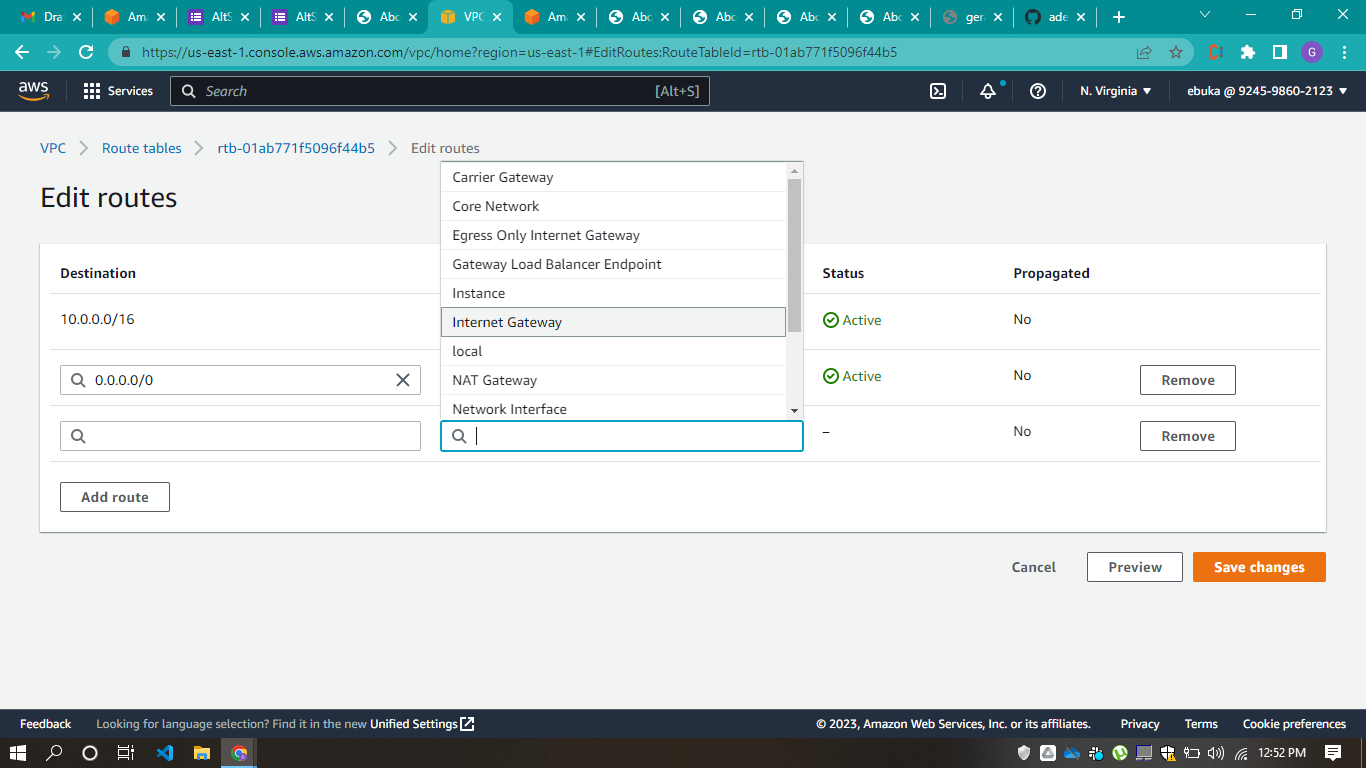 Dra
Ama
AltS
AltS
Abc
VPC
Ama
Abc
Abc
Abc
Abc
ger
ade
https://us-east-1.console.aws.amazon.com/vpc/home?region=us-east-1#EditRoutes:RouteTableId=rtb-01ab771f5096f44b5
G
aws
Services
Search
[Alt+S]
N. Virginia
ebuka @ 9245-9860-2123
VPC
Route tables
rtb-01ab771f5096f44b5
Edit routes
Edit routes
Destination
Status
Propagated
10.0.0.0/16
Active
No
0.0.0.0/0
Active
No
Remove
Carrier Gateway
Core Network
Egress Only Internet Gateway
Gateway Load Balancer Endpoint
Instance
Internet Gateway
local
NAT Gateway
Network Interface
–
No
Remove
Add route
Cancel
Preview
Save changes
Feedback
Looking for language selection? Find it in the new Unified Settings
© 2023, Amazon Web Services, Inc. or its affiliates.
Privacy
Terms
Cookie preferences
12:52 PM